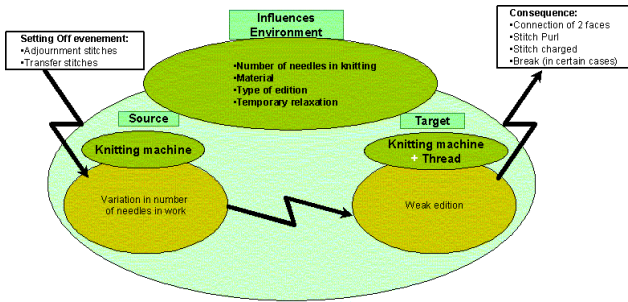 Influences
Environment
Setting Off evenement:
•Adjournment stitches
•Transfer stitches
Consequence:
•Connection of 2 faces
•Stitch Purl
•Stitch charged
•Break (in certain cases)
•Number of needles in knitting
•Material
•Type of edition
•Temporary relaxation
Source
Target
Knitting machine
Knitting machine
+ Thread
Variation in number
of needles in work
Weak edition